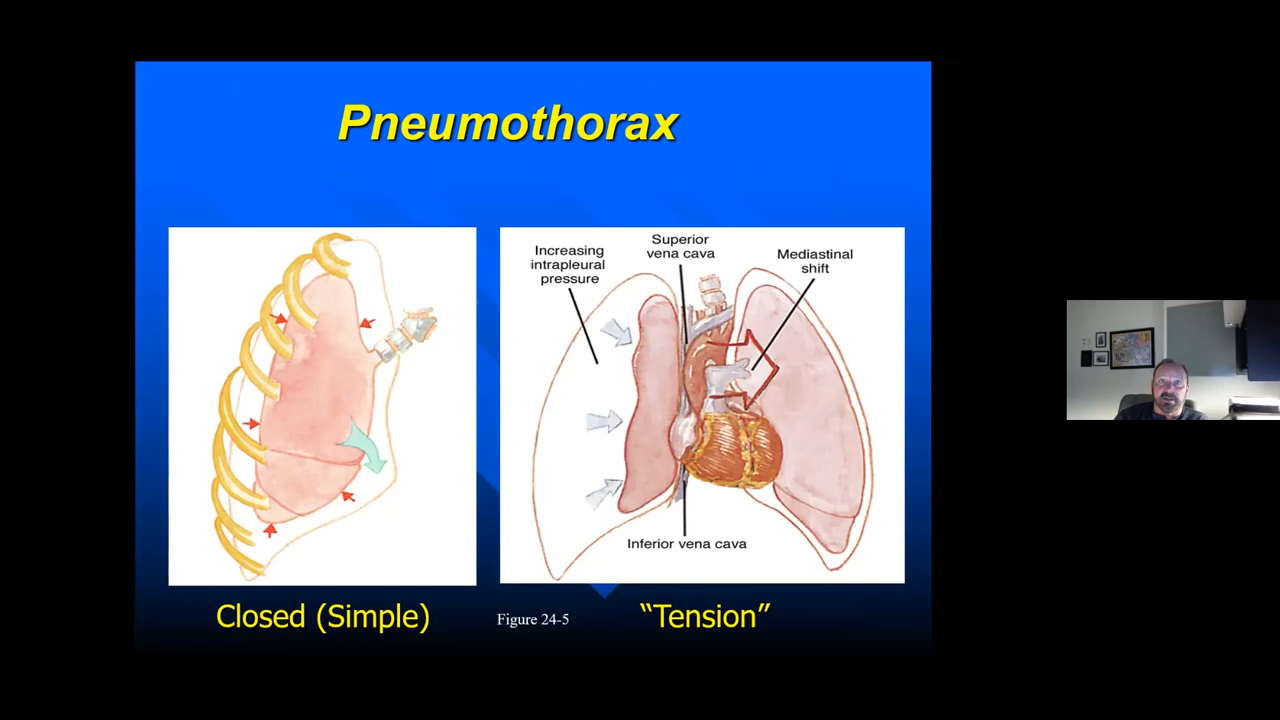 Pneumothorax
Increasing
intrapleural
pressure
Superior
vena cava
Mediastinal
shift
Inferior vena cava
Closed (Simple)
Figure 24-5
“Tension”